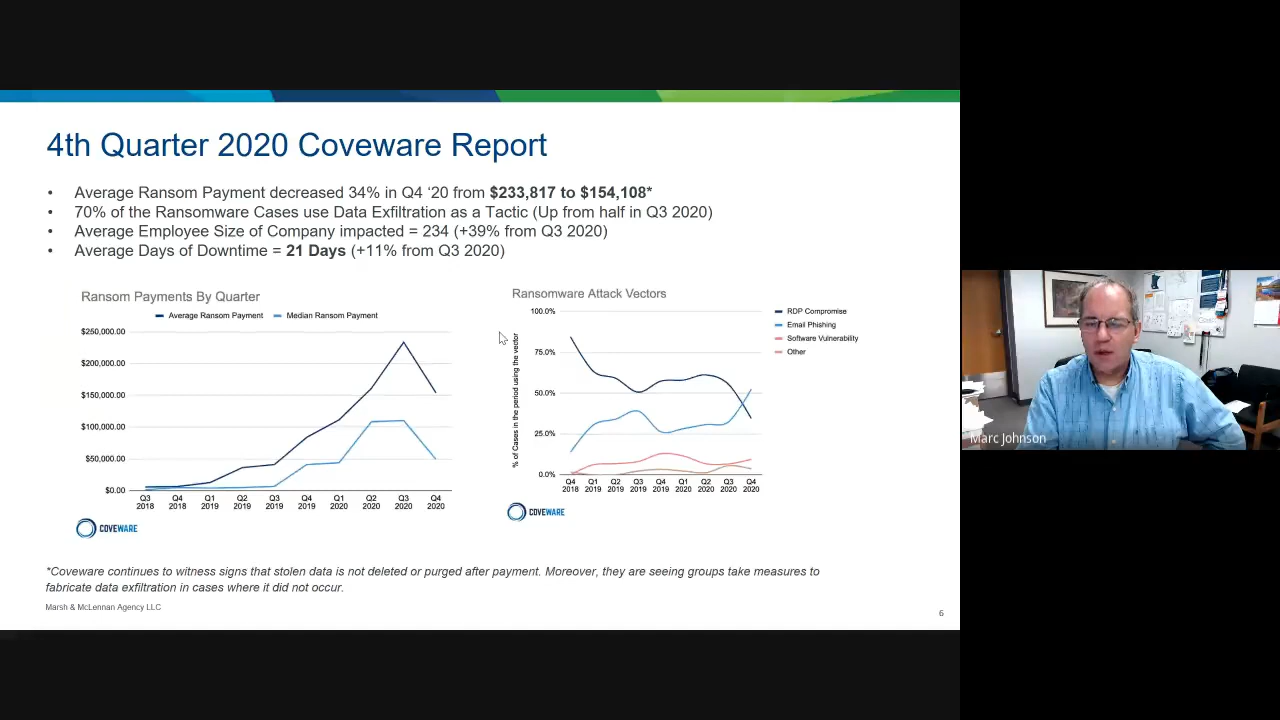 4th Quarter 2020 Coveware Report
• Average Ransom Payment decreased 34% in Q4 ‘20 from $233,817 to $154,108*
• 70% of the Ransomware Cases use Data Exfiltration as a Tactic (Up from half in Q3 2020)
• Average Employee Size of Company impacted = 234 (+39% from Q3 2020)
• Average Days of Downtime = 21 Days (+11% from Q3 2020)
Ransom Payments By Quarter
Average Ransom Payment Median Ransom Payment
$250,000.00
$200,000.00
$150,000.00
$100,000.00
$50,000.00
$0.00
Q3 Q4 Q1 Q2 Q3 Q4 Q1 Q2 Q3 Q4
2018 2018 2019 2019 2019 2019 2020 2020 2020 2020
COVEWARE
Ransomware Attack Vectors
RDP Compromise
Email Phishing
Software Vulnerability
Other
% of Cases in the period using the vector
100.0%
75.0%
50.0%
25.0%
0.0%
Q4 Q1 Q2 Q3 Q4 Q1 Q2 Q3 Q4
2018 2019 2019 2019 2019 2020 2020 2020 2020
COVEWARE
*Coveware continues to witness signs that stolen data is not deleted or purged after payment. Moreover, they are seeing groups take measures to
fabricate data exfiltration in cases where it did not occur.
Marsh & McLennan Agency LLC
6
Marc Johnson